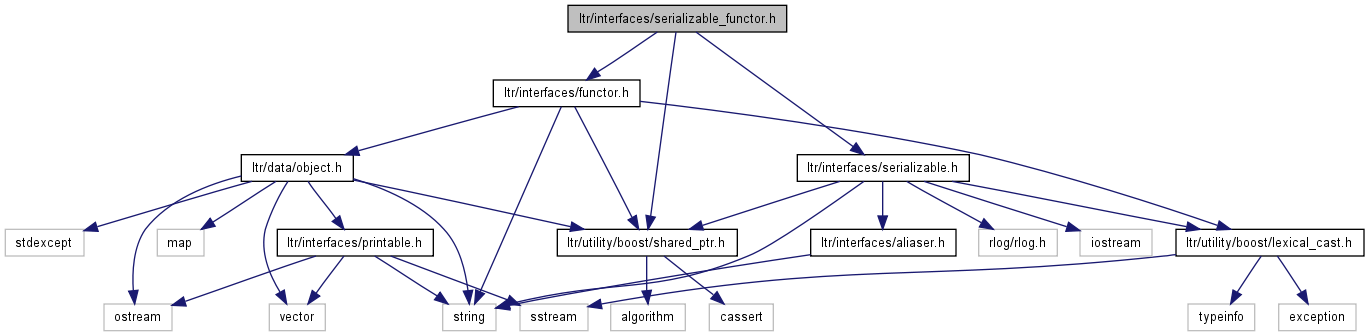 ltr/interfaces/serializable_functor.h
ltr/interfaces/functor.h
ltr/data/object.h
ltr/interfaces/serializable.h
stdexcept
map
ltr/interfaces/printable.h
ltr/utility/boost/shared_ptr.h
ltr/interfaces/aliaser.h
rlog/rlog.h
iostream
ltr/utility/boost/lexical_cast.h
ostream
vector
string
sstream
algorithm
cassert
typeinfo
exception